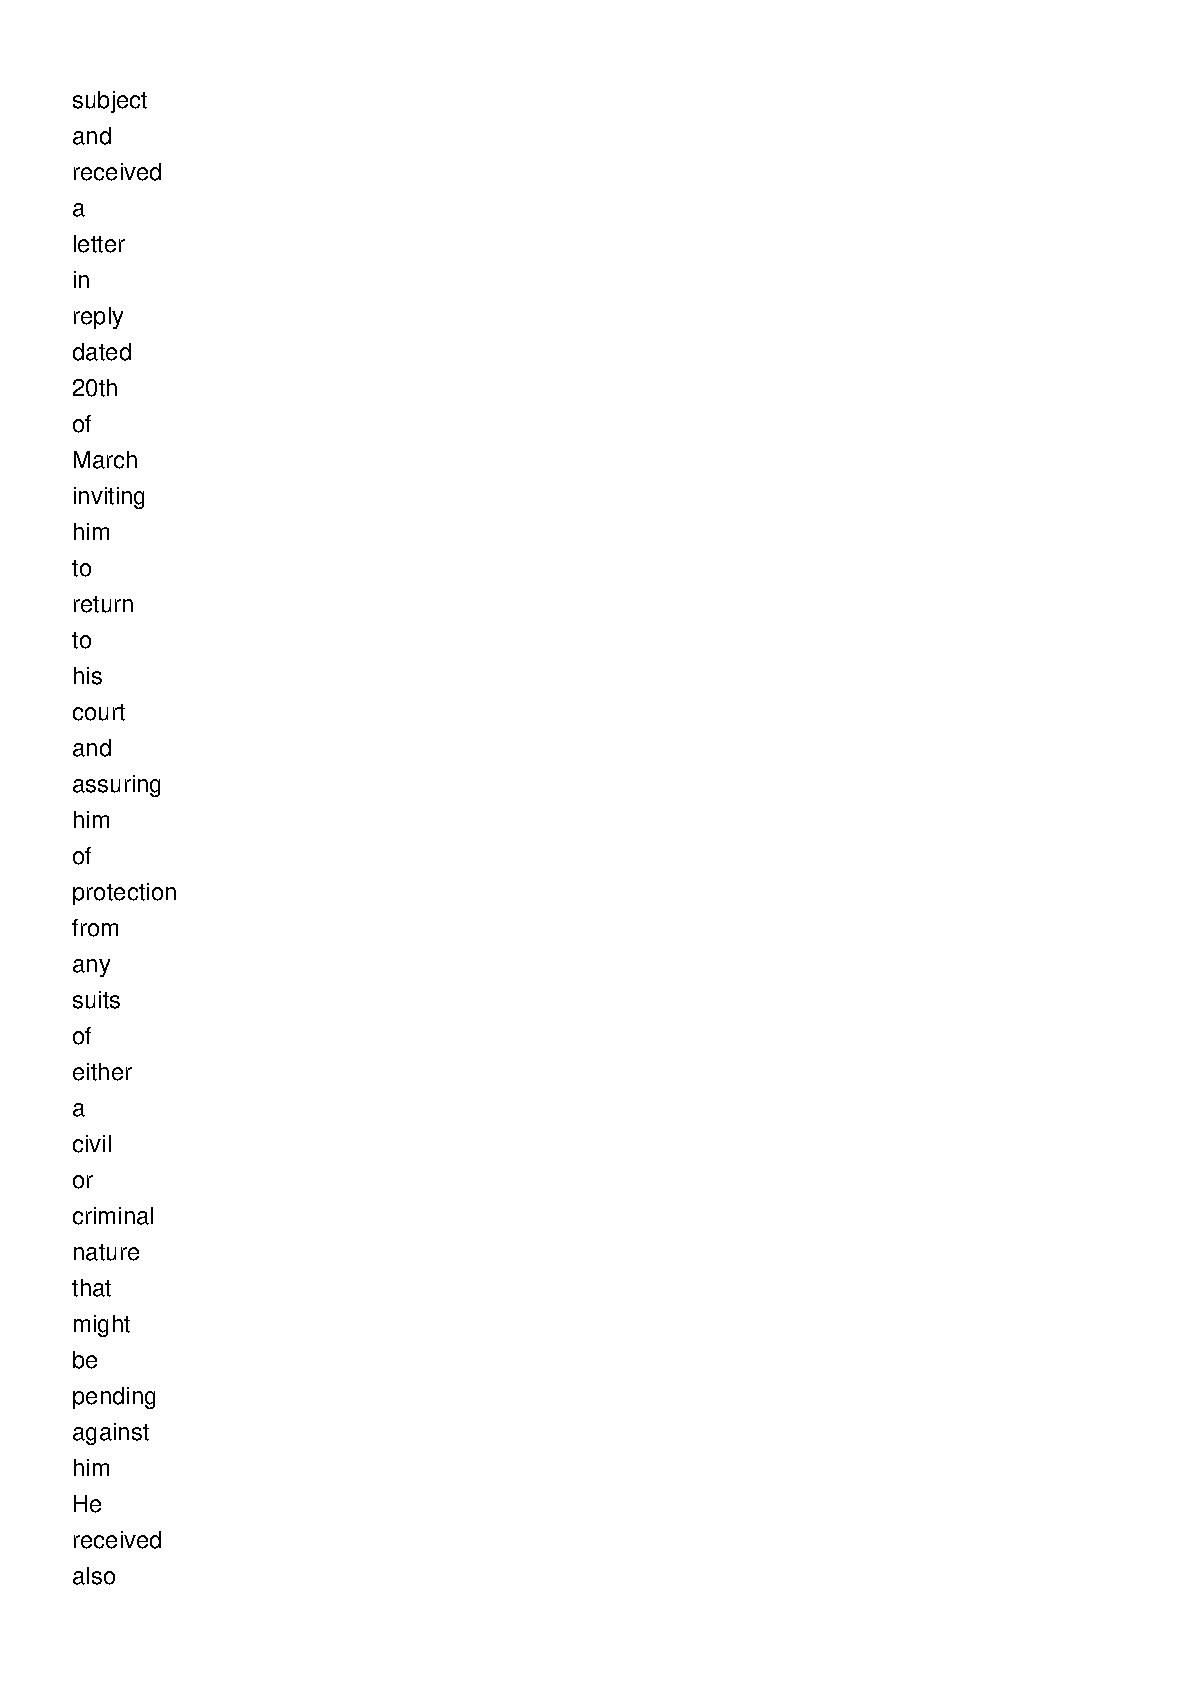 subject
and
received
a
letter
in
reply
dated
20th
of
March
inviting
him
to
return
to
his
court
and
assuring
him
of
protection
from
any
suits
of
either
a
civil
or
criminal
nature
that
might
be
pending
against
him
He
received
also